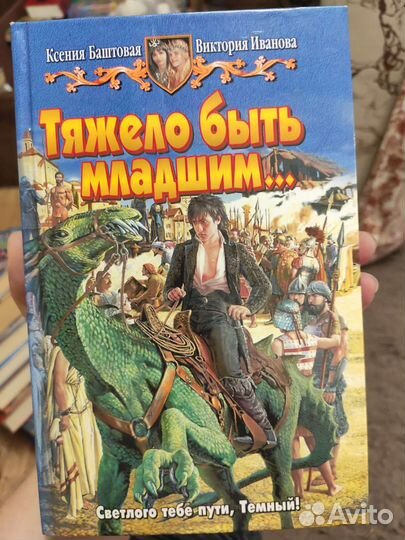 Ксения Баштовая Виктория Иванова
Тяжело быть
младшим...
Светлого тебе пути, Темный!
Avito